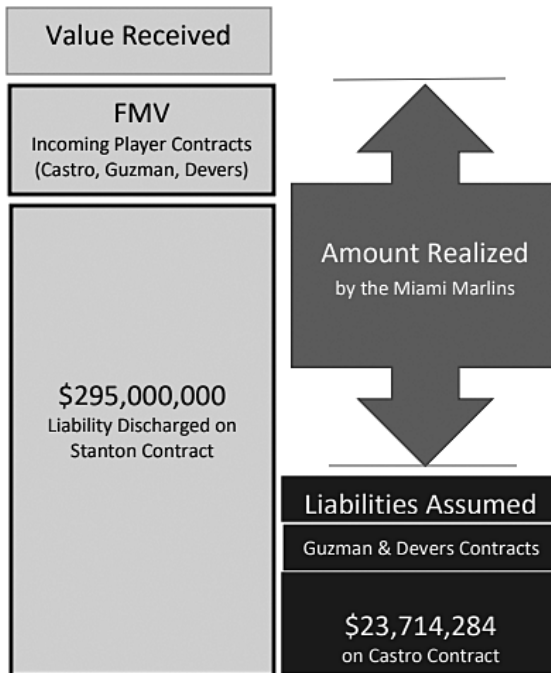 Value Received
FMV
Incoming Player Contracts
(Castro, Guzman, Devers)
$295,000,000
Liability Discharged on
Stanton Contract
Amount Realized
by the Miami Marlins
Liabilities Assumed
Guzman & Devers Contracts
$23,714,284
on Castro Contract